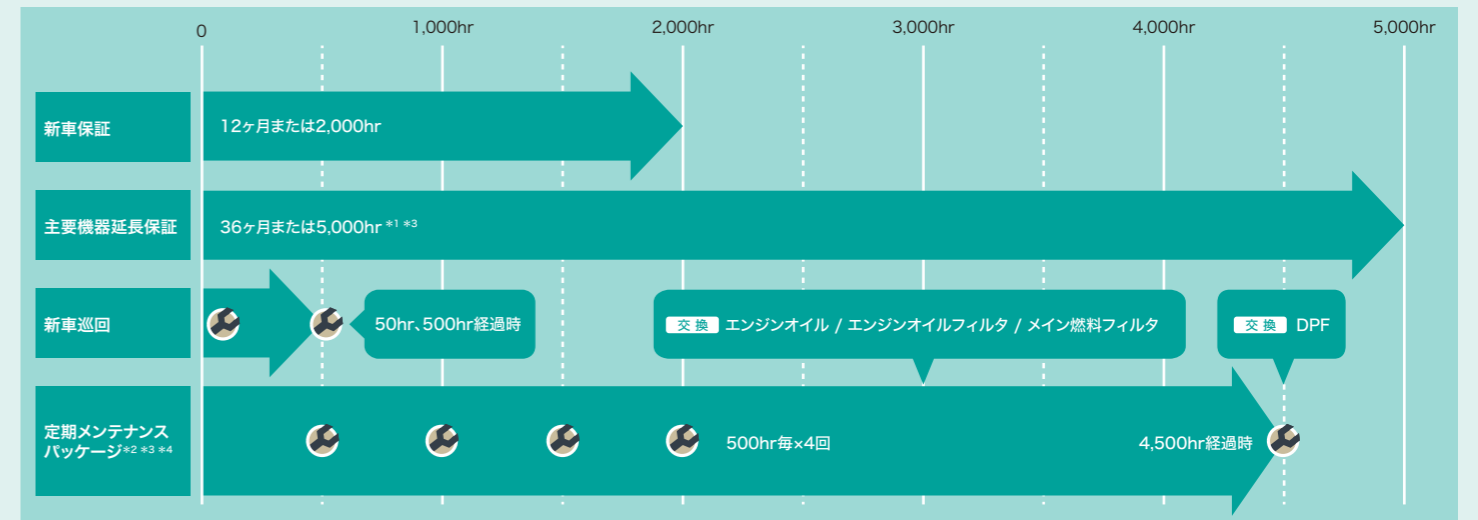 0
1,000hr
2,000hr
3,000hr
4,000hr
5,000hr
新車保証
12ヶ月または2,000hr
主要機器延長保証
36ヶ月または5,000hr *1 *3
新車巡回
50hr、500hr経過時
交換 エンジンオイル / エンジンオイルフィルタ / メイン燃料フィルタ
交換 DPF
定期メンテナンス
パッケージ*2 *3 *4
500hr毎×4回
4,500hr経過時